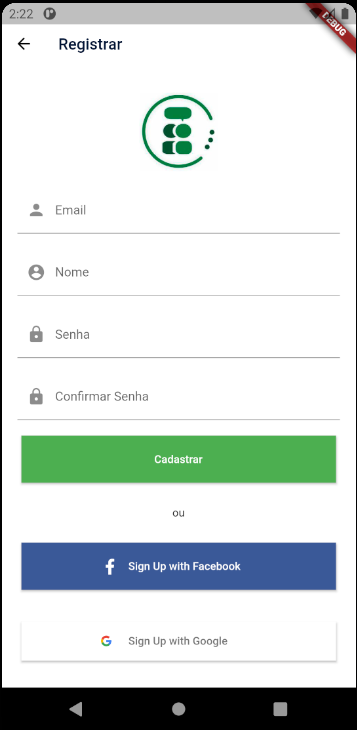 2:22
DEBUG
Registrar
Email
Nome
Senha
Confirmar Senha
Cadastrar
ou
Sign Up with Facebook
Sign Up with Google